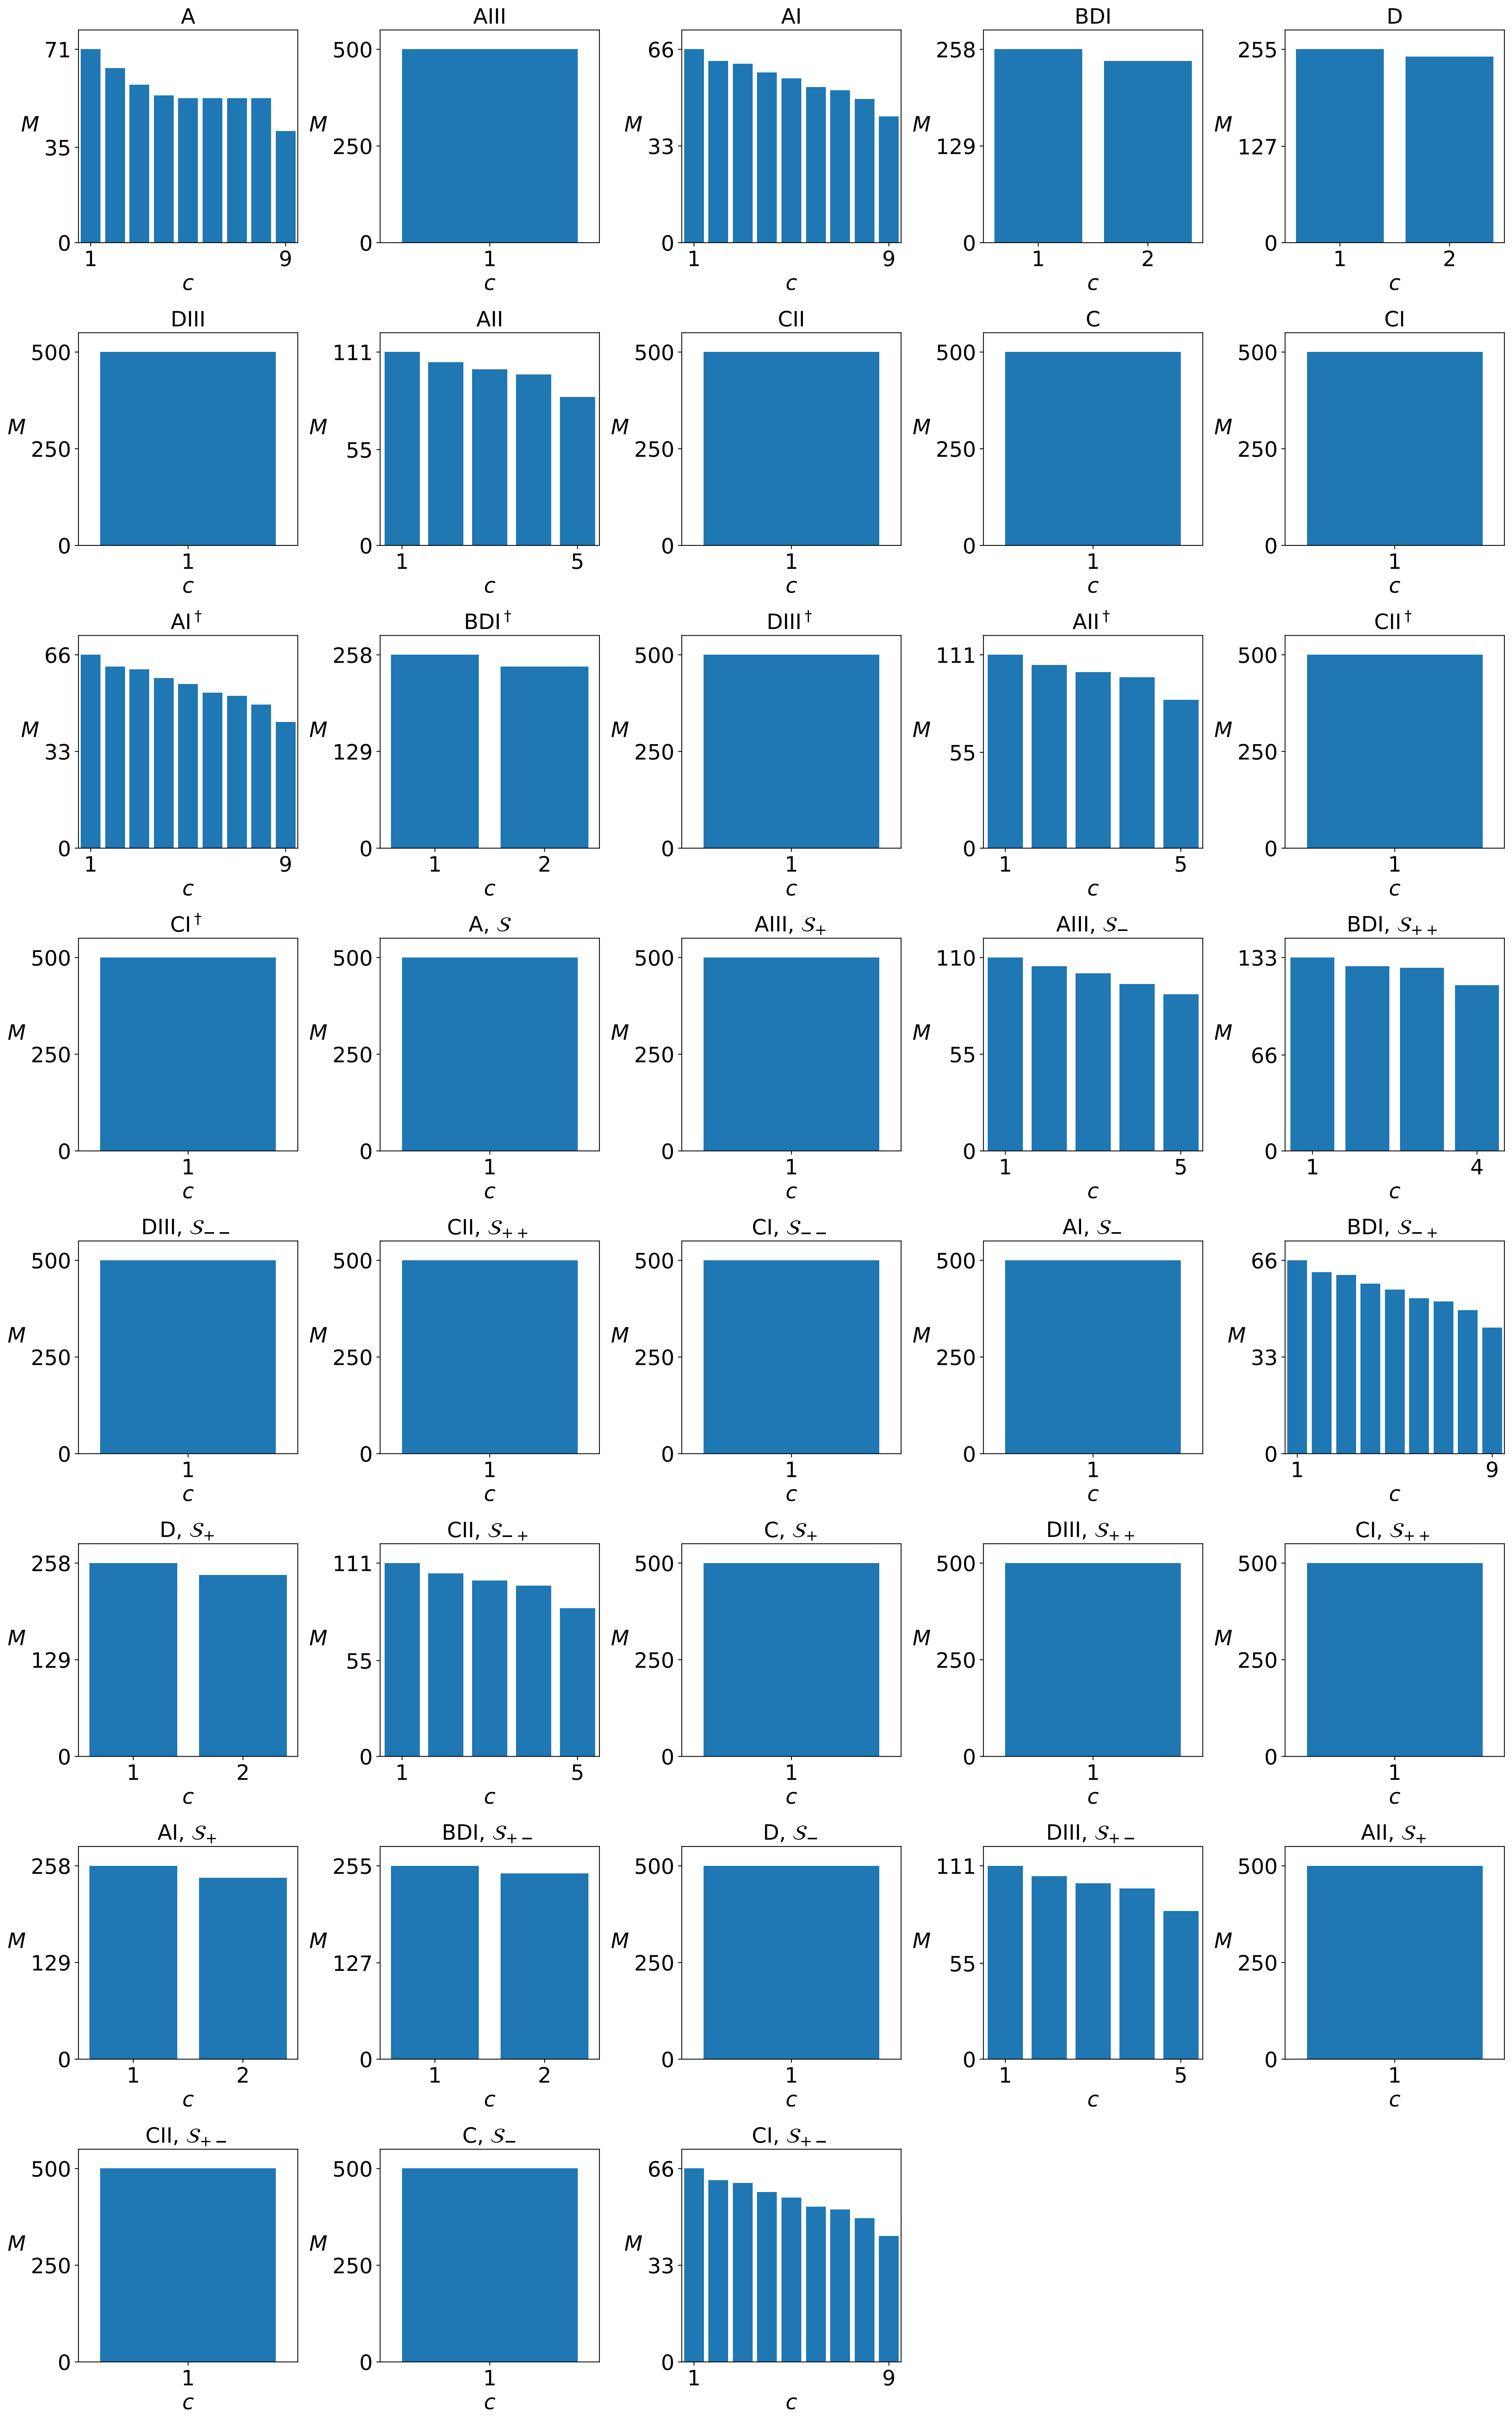 A AIII AI BDI D
71 500 66 258 255
M M M M M
35 250 33 129 127
0 0 0 0 0
1 9 1 1 9 1 2 1 2
c c c c c
DIII AII CII C CI
500 111 500 500 500
M M M M M
250 55 250 250 250
0 0 0 0 0
1 1 5 1 1 1
c c c c c
AI† BDI† DIII† AII† CII†
66 258 500 111 500
M M M M M
33 129 250 55 250
0 0 0 0 0
1 9 1 2 1 1 5 1
c c c c c
CI† A, 𝒮 AIII, 𝒮₊ AIII, 𝒮₋ BDI, 𝒮₊₊
500 500 500 110 133
M M M M M
250 250 250 55 66
0 0 0 0 0
1 1 1 1 5 1 4
c c c c c
DIII, 𝒮₋₋ CII, 𝒮₊₊ CI, 𝒮₋₋ AI, 𝒮₋ BDI, 𝒮₋₊
500 500 500 500 66
M M M M M
250 250 250 250 33
0 0 0 0 0
1 1 1 1 1 9
c c c c c
D, 𝒮₊ CII, 𝒮₋₊ C, 𝒮₊ DIII, 𝒮₊₊ CI, 𝒮₊₊
258 111 500 500 500
M M M M M
129 55 250 250 250
0 0 0 0 0
1 2 1 5 1 1 1
c c c c c
AI, 𝒮₊ BDI, 𝒮₊₋ D, 𝒮₋ DIII, 𝒮₊₋ AII, 𝒮₊
258 255 500 111 500
M M M M M
129 127 250 55 250
0 0 0 0 0
1 2 1 2 1 1 5 1
c c c c c
CII, 𝒮₊₋ C, 𝒮₋ CI, 𝒮₊₋
500 500 66
M M M
250 250 33
0 0 0
1 1 1 9
c c c